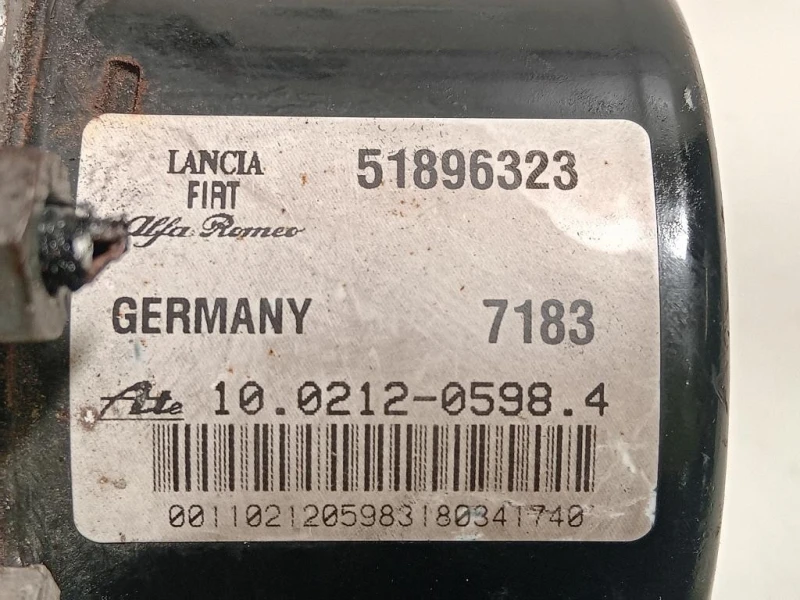 LANCIA 51896323
FIAT
Alfa Romeo
GERMANY 7183
Ate 10.0212-0598.4
0011021205983180341740